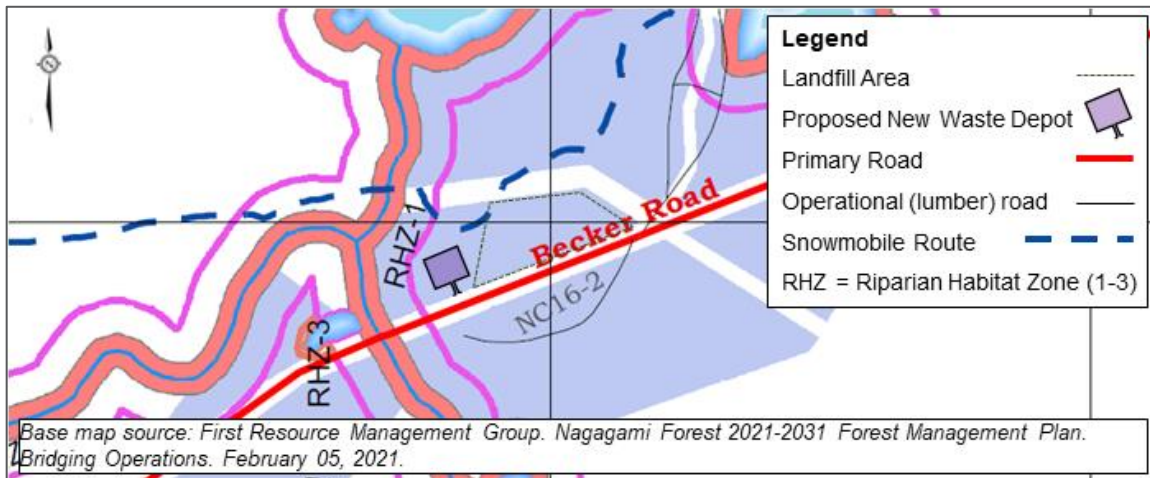 Legend
Landfill Area
Proposed New Waste Depot
Primary Road
Operational (lumber) road
Snowmobile Route
RHZ = Riparian Habitat Zone (1-3)
RHZ-1
Becker Road
NC16-2
RHZ-3
Base map source: First Resource Management Group. Nagagami Forest 2021-2031 Forest Management Plan.
Bridging Operations. February 05, 2021.